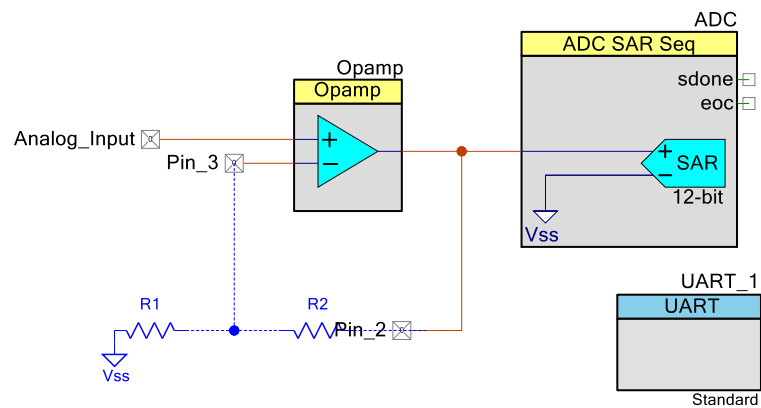 ADC
ADC SAR Seq
sdone
eoc
Opamp
Opamp
Analog_Input
+
Pin_3
−
+
SAR
−
12-bit
Vss
UART_1
UART
R1
R2
Pin_2
Vss
Standard